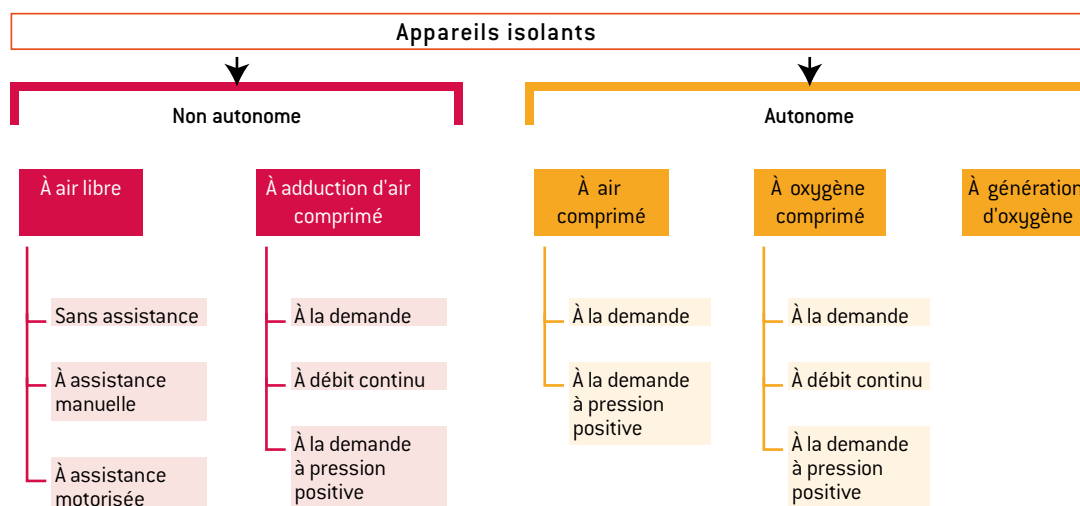 Appareils isolants
Non autonome
Autonome
À air libre
À adduction d'air
comprimé
À air
comprimé
À oxygène
comprimé
À génération
d'oxygène
Sans assistance
À assistance
manuelle
À assistance
motorisée
À la demande
À débit continu
À la demande
à pression
positive
À la demande
À la demande
à pression
positive
À la demande
À débit continu
À la demande
à pression
positive